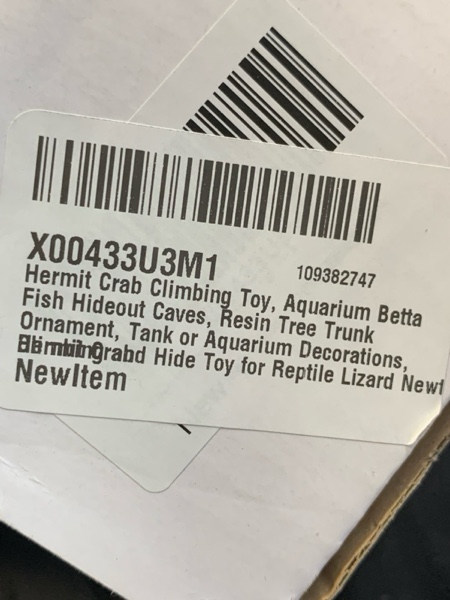 X00433U3M1
109382747
Hermit Crab Climbing Toy, Aquarium Betta
Fish Hideout Caves, Resin Tree Trunk
Ornament, Tank or Aquarium Decorations,
and Hide Toy for Reptile Lizard Newt
NewItem